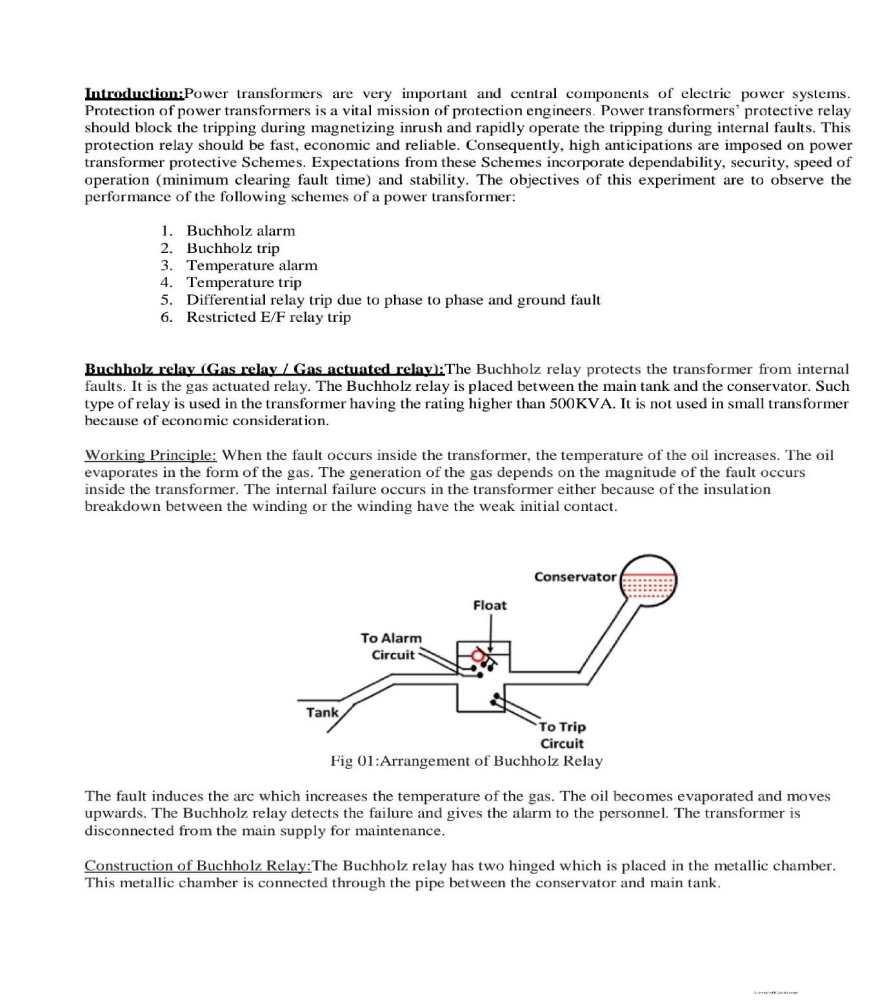 Introduction:Power transformers are very important and central components of electric power systems.
Protection of power transformers is a vital mission of protection engineers. Power transformers' protective relay
should block the tripping during magnetizing inrush and rapidly operate the tripping during internal faults. This
protection relay should be fast, economic and reliable. Consequently, high anticipations are imposed on power
transformer protective Schemes. Expectations from these Schemes incorporate dependability, security, speed of
operation (minimum clearing fault time) and stability. The objectives of this experiment are to observe the
performance of the following schemes of a power transformer:
1. Buchholz alarm
2. Buchholz trip
3. Temperature alarm
4. Temperature trip
5. Differential relay trip due to phase to phase and ground fault
6. Restricted E/F relay trip
Buchholz relay (Gas relay / Gas actuated relay):The Buchholz relay protects the transformer from internal
faults. It is the gas actuated relay. The Buchholz relay is placed between the main tank and the conservator. Such
type of relay is used in the transformer having the rating higher than 500KVA. It is not used in small transformer
because of economic consideration.
Working Principle: When the fault occurs inside the transformer, the temperature of the oil increases. The oil
evaporates in the form of the gas. The generation of the gas depends on the magnitude of the fault occurs
inside the transformer. The internal failure occurs in the transformer either because of the insulation
breakdown between the winding or the winding have the weak initial contact.
Conservator
Float
To Alarm
Circuit
Tank
To Trip
Circuit
Fig 01:Arrangement of Buchholz Relay
The fault induces the arc which increases the temperature of the gas. The oil becomes evaporated and moves
upwards. The Buchholz relay detects the failure and gives the alarm to the personnel. The transformer is
disconnected from the main supply for maintenance.
Construction of Buchholz Relay:The Buchholz relay has two hinged which is placed in the metallic chamber.
This metallic chamber is connected through the pipe between the conservator and main tank.
Scanned with CamScanner